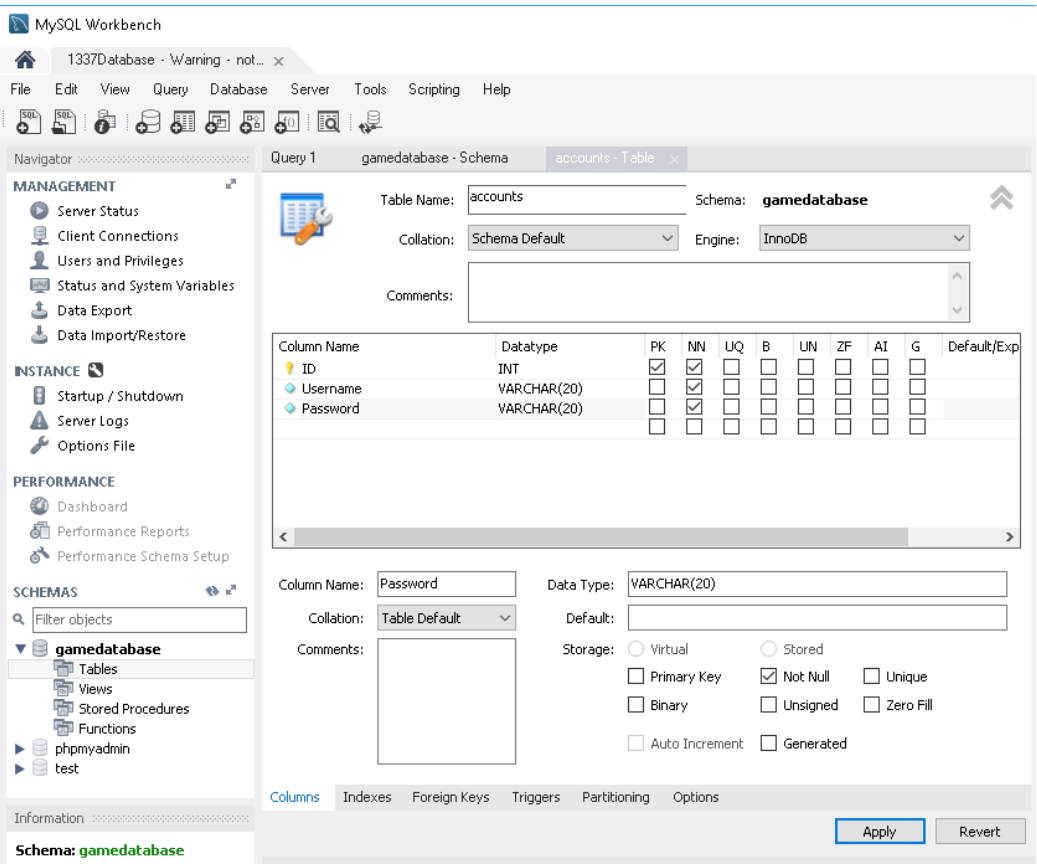 MySQL Workbench
1337Database - Warning - not...
File Edit View Query Database Server Tools Scripting Help
Navigator
MANAGEMENT
Server Status
Client Connections
Users and Privileges
Status and System Variables
Data Export
Data Import/Restore
INSTANCE
Startup / Shutdown
Server Logs
Options File
PERFORMANCE
Dashboard
Performance Reports
Performance Schema Setup
SCHEMAS
Filter objects
gamedatabase
Tables
Views
Stored Procedures
Functions
phpmyadmin
test
Information
Schema: gamedatabase
Query 1 gamedatabase - Schema accounts - Table
Table Name: accounts Schema: gamedatabase
Collation: Schema Default Engine: InnoDB
Comments:
Column Name Datatype PK NN UQ B UN ZF AI G Default/Exp
ID INT
Username VARCHAR(20)
Password VARCHAR(20)
Column Name: Password Data Type: VARCHAR(20)
Collation: Table Default Default:
Comments: Storage: Virtual Stored
Primary Key Not Null Unique
Binary Unsigned Zero Fill
Auto Increment Generated
Columns Indexes Foreign Keys Triggers Partitioning Options
Apply Revert